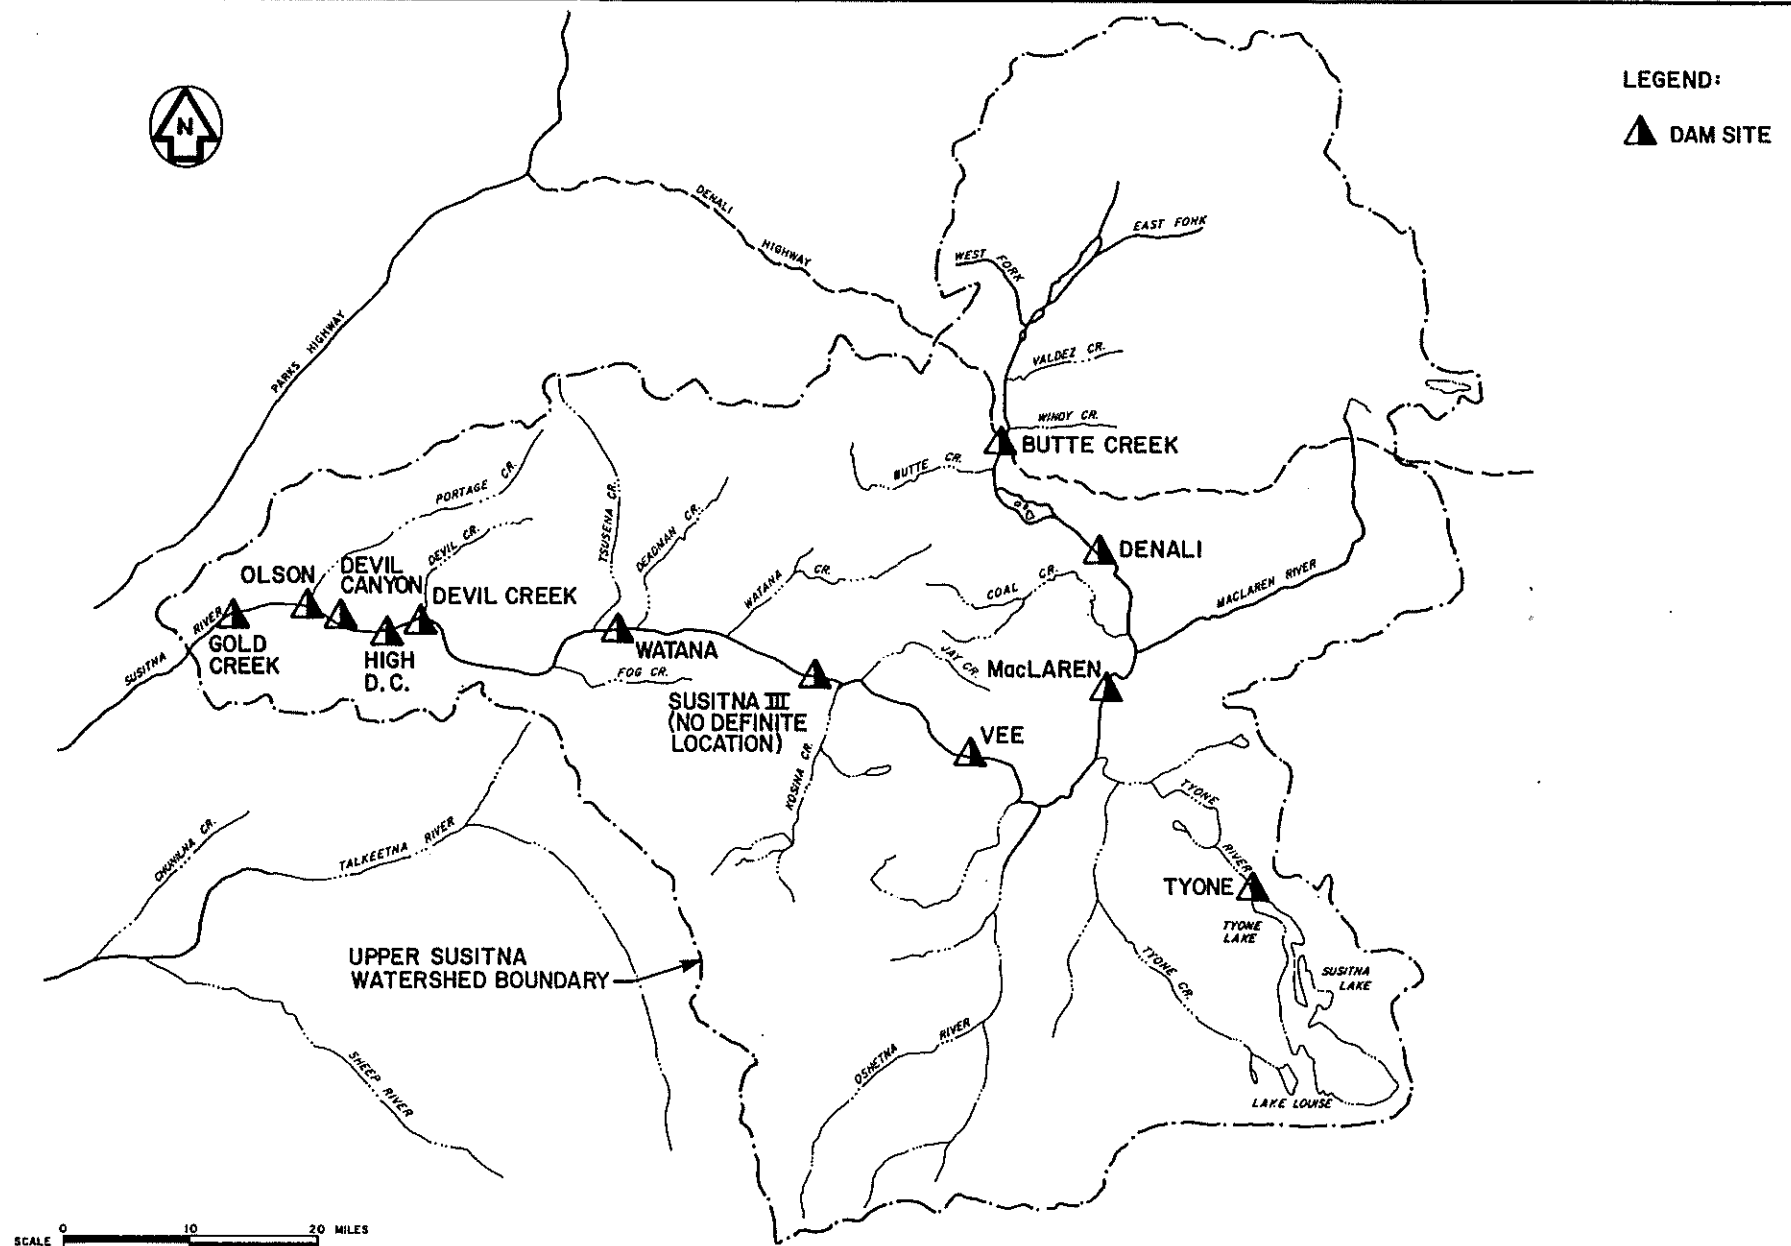 LEGEND:
DAM SITE
N
DENALI
HIGHWAY
PARKS HIGHWAY
WEST FORK
EAST FORK
VALDEZ CR.
WINDY CR.
BUTTE CREEK
BUTTE CR.
PORTAGE CR.
DEVIL CR.
TSUSENA CR.
DEADMAN CR.
WATANA
CR.
COAL CR.
DENALI
MACLAREN RIVER
OLSON
DEVIL
CANYON
DEVIL CREEK
SUSITNA RIVER
GOLD
CREEK
HIGH
D.C.
WATANA
FOG CR.
JAY CR.
MacLAREN
SUSITNA III
(NO DEFINITE
LOCATION)
KOSINA CR.
VEE
TYONE
RIVER
TYONE
TYONE
LAKE
SUSITNA
LAKE
TYONE CR.
LAKE LOUISE
OSHETNA RIVER
CHUNILNA CR.
TALKEETNA RIVER
UPPER SUSITNA
WATERSHED BOUNDARY
SHEEP RIVER
SCALE 0 10 20 MILES